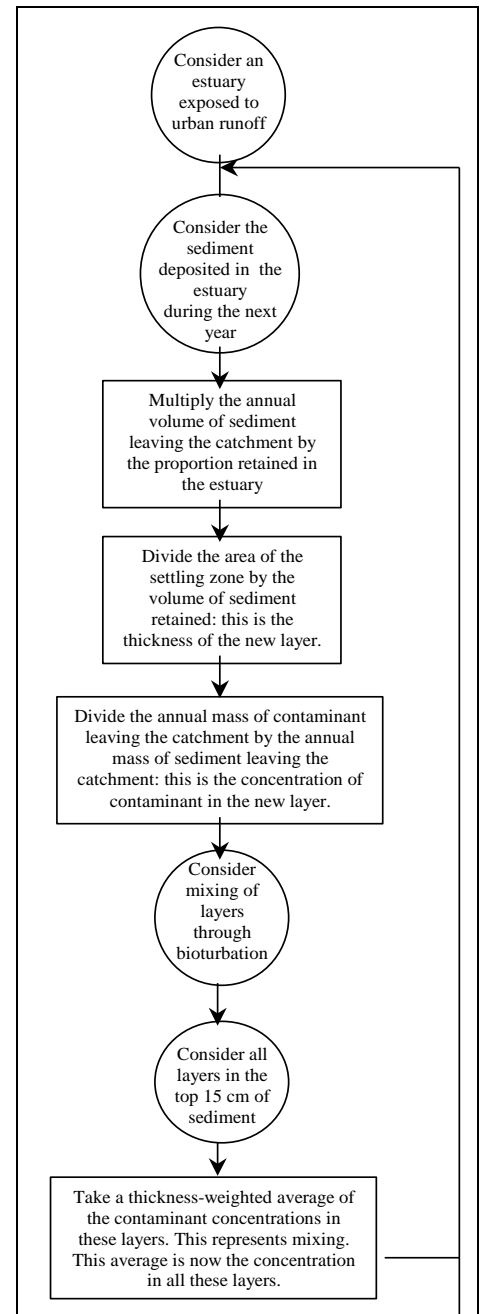 Consider an
estuary
exposed to
urban runoff
Consider the
sediment
deposited in the
estuary
during the next
year
Multiply the annual
volume of sediment
leaving the catchment by
the proportion retained in
the estuary
Divide the area of the
settling zone by the
volume of sediment
retained: this is the
thickness of the new layer.
Divide the annual mass of contaminant
leaving the catchment by the annual
mass of sediment leaving the
catchment: this is the concentration of
contaminant in the new layer.
Consider
mixing of
layers
through
bioturbation
Consider all
layers in the
top 15 cm of
sediment
Take a thickness-weighted average of
the contaminant concentrations in
these layers. This represents mixing.
This average is now the concentration
in all these layers.